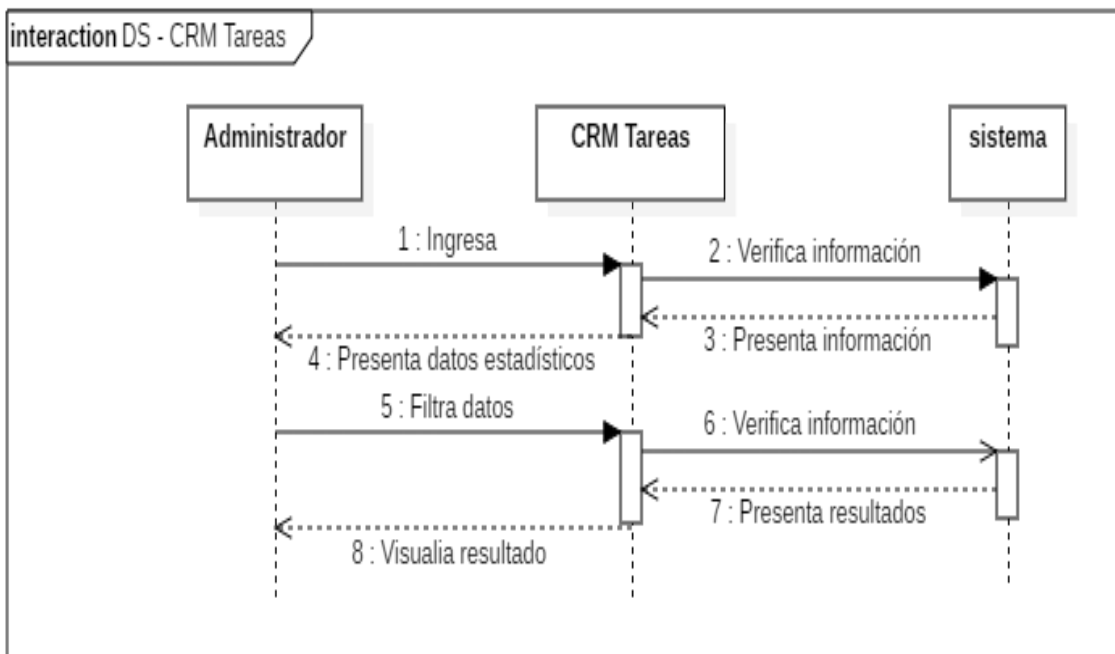 interaction DS - CRM Tareas
Administrador
CRM Tareas
sistema
1 : Ingresa
2 : Verifica información
3 : Presenta información
4 : Presenta datos estadísticos
5 : Filtra datos
6 : Verifica información
7 : Presenta resultados
8 : Visualia resultado